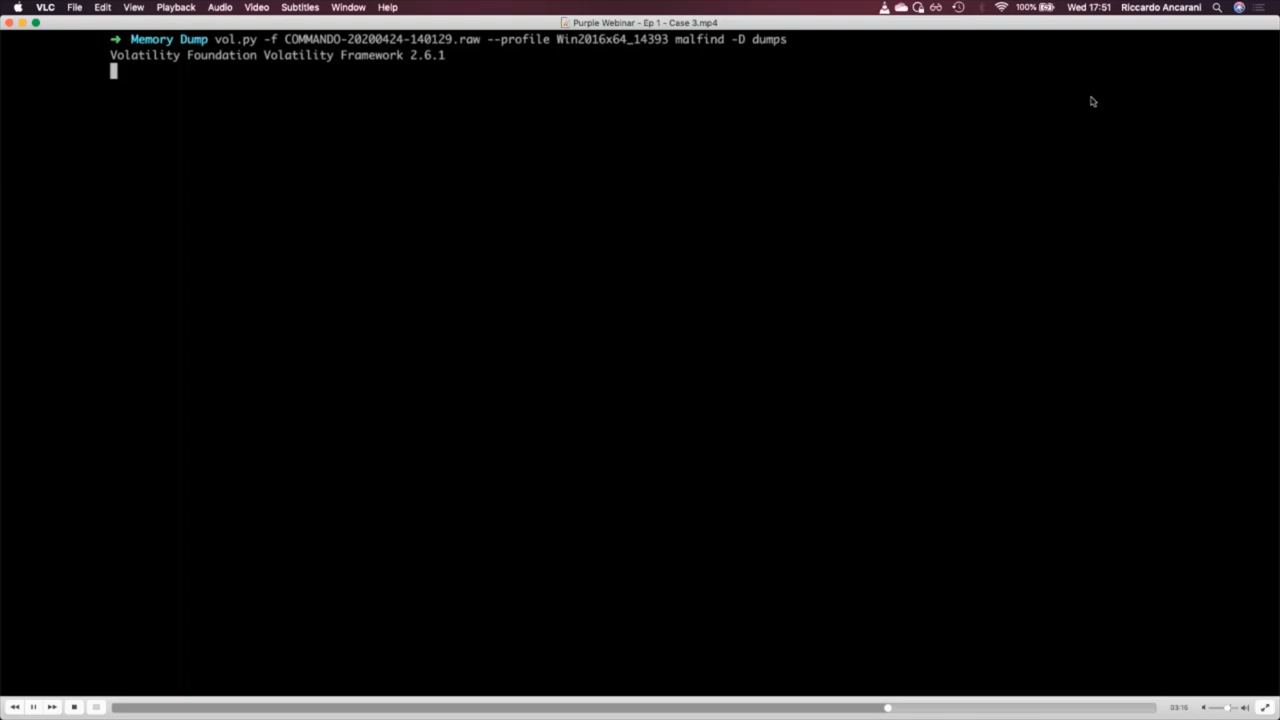 VLC File Edit View Playback Audio Video Subtitles Window Help 100% Wed 17:51 Riccardo Ancarani
Purple Webinar - Ep 1 - Case 3.mp4
➜ Memory Dump vol.py -f COMMANDO-20200424-140129.raw --profile Win2016x64_14393 malfind -D dumps
Volatility Foundation Volatility Framework 2.6.1
03:16